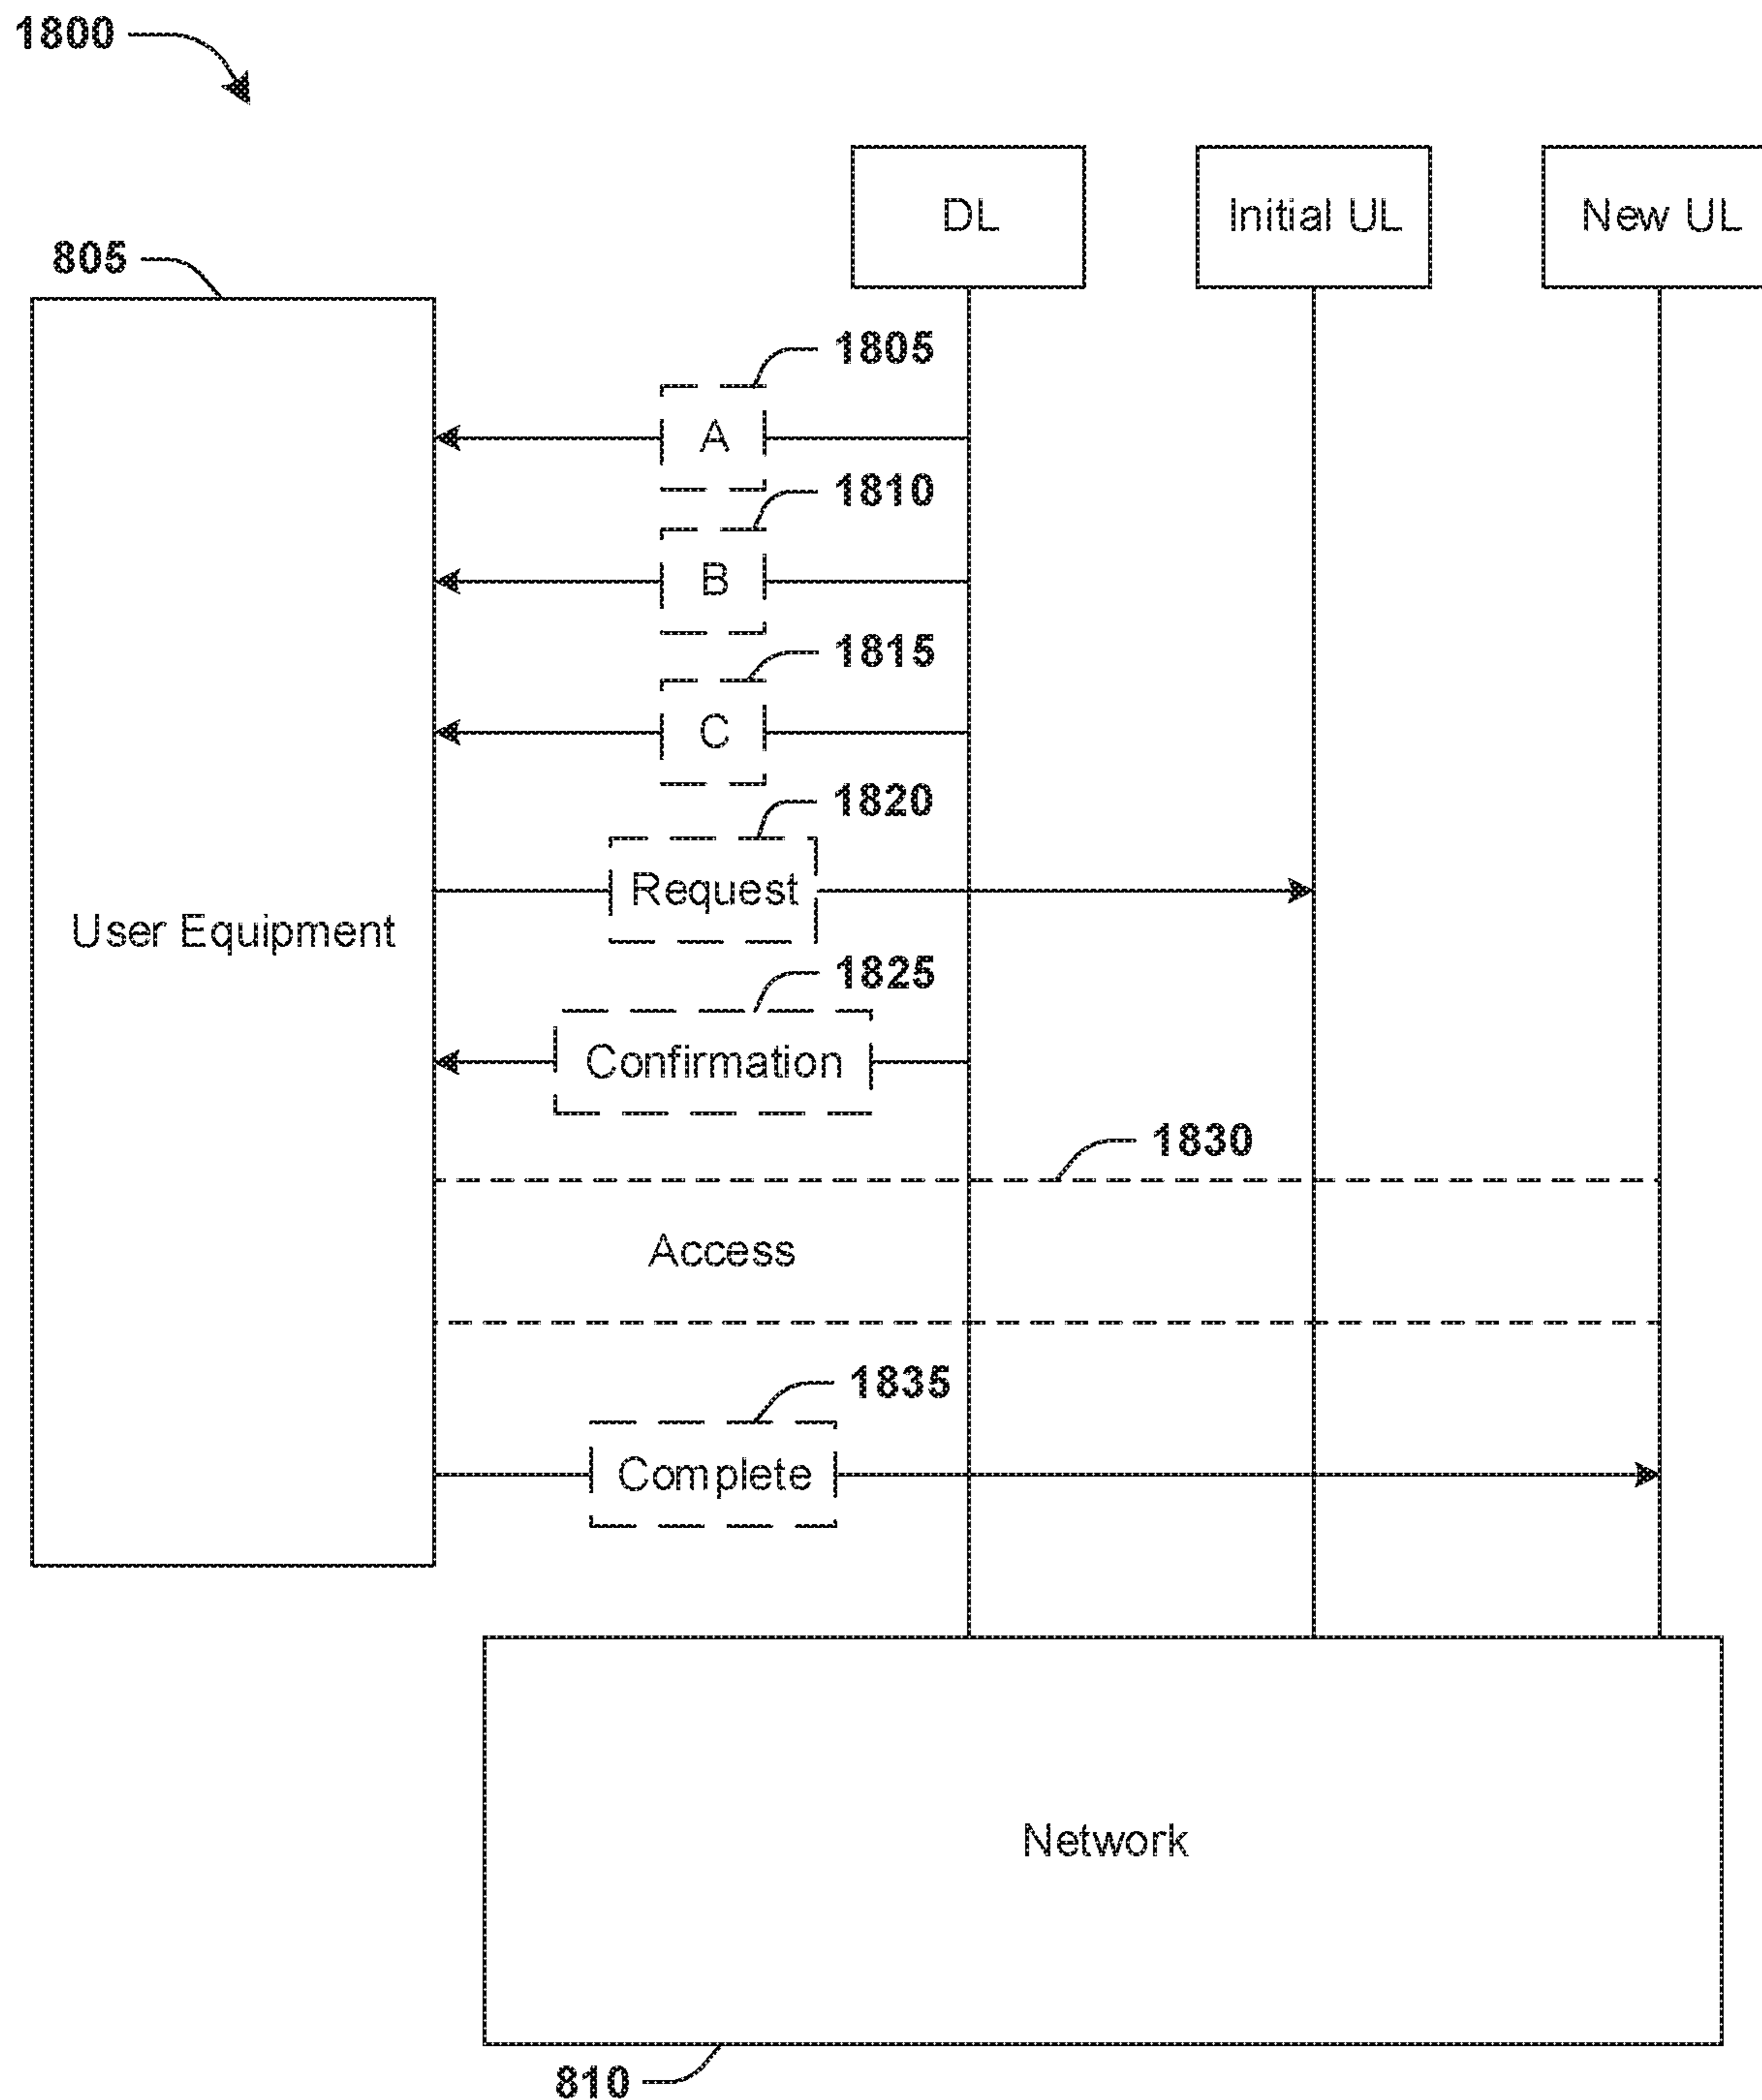 1800
DL
Initial UL
New UL
805
1805
A
1810
B
1815
C
1820
Request
User Equipment
1825
Confirmation
1830
Access
1835
Complete
Network
810